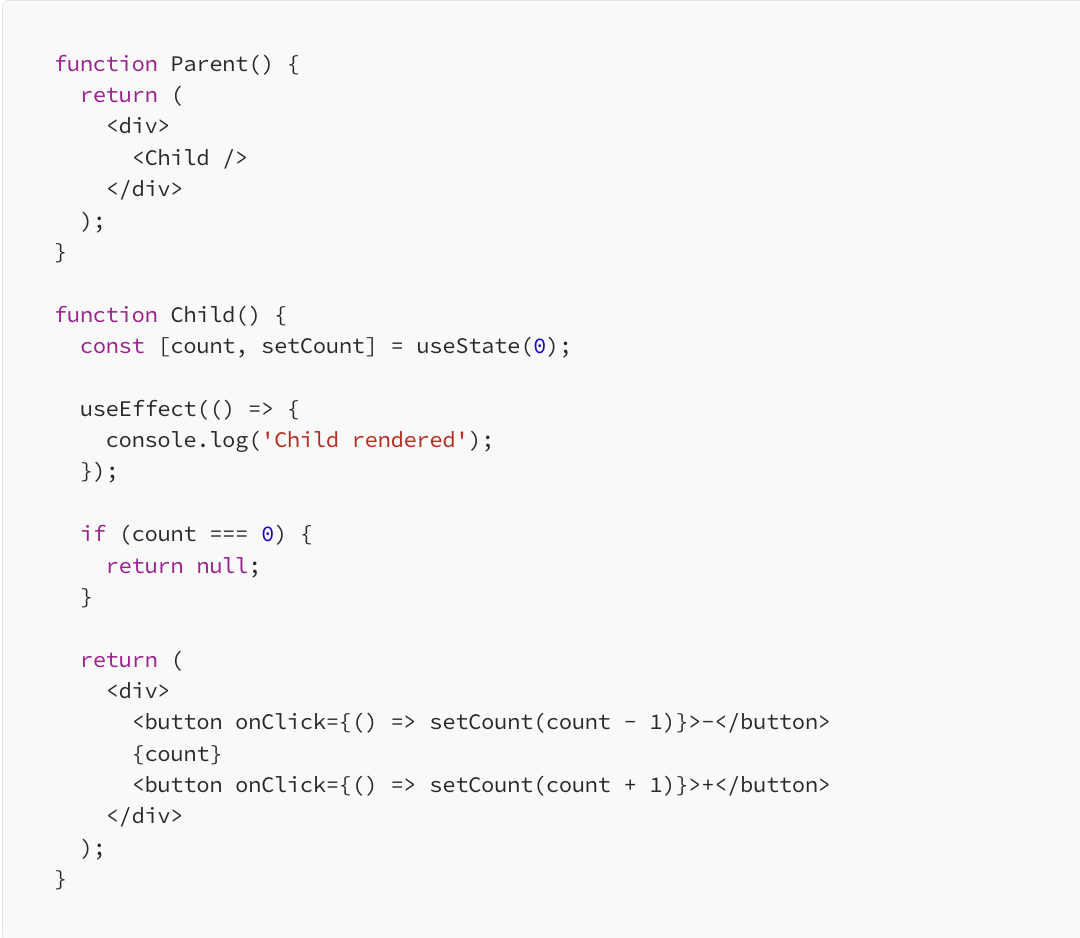 function Parent() {
  return (
    <div>
      <Child />
    </div>
  );
}

function Child() {
  const [count, setCount] = useState(0);

  useEffect(() => {
    console.log('Child rendered');
  });

  if (count === 0) {
    return null;
  }

  return (
    <div>
      <button onClick={() => setCount(count - 1)}>-</button>
      {count}
      <button onClick={() => setCount(count + 1)}>+</button>
    </div>
  );
}